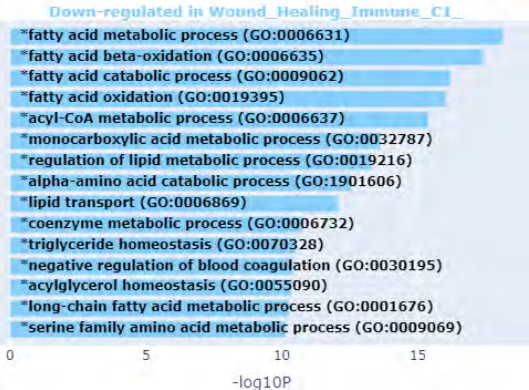 Down-regulated in Wound_Healing_Immune_C1_
*fatty acid metabolic process (GO:0006631)
*fatty acid beta-oxidation (GO:0006635)
*fatty acid catabolic process (GO:0009062)
*fatty acid oxidation (GO:0019395)
*acyl-CoA metabolic process (GO:0006637)
*monocarboxylic acid metabolic process (GO:0032787)
*regulation of lipid metabolic process (GO:0019216)
*alpha-amino acid catabolic process (GO:1901606)
*lipid transport (GO:0006869)
*coenzyme metabolic process (GO:0006732)
*triglyceride homeostasis (GO:0070328)
*negative regulation of blood coagulation (GO:0030195)
*acylglycerol homeostasis (GO:0055090)
*long-chain fatty acid metabolic process (GO:0001676)
*serine family amino acid metabolic process (GO:0009069)
0 5 10 15
-log10P